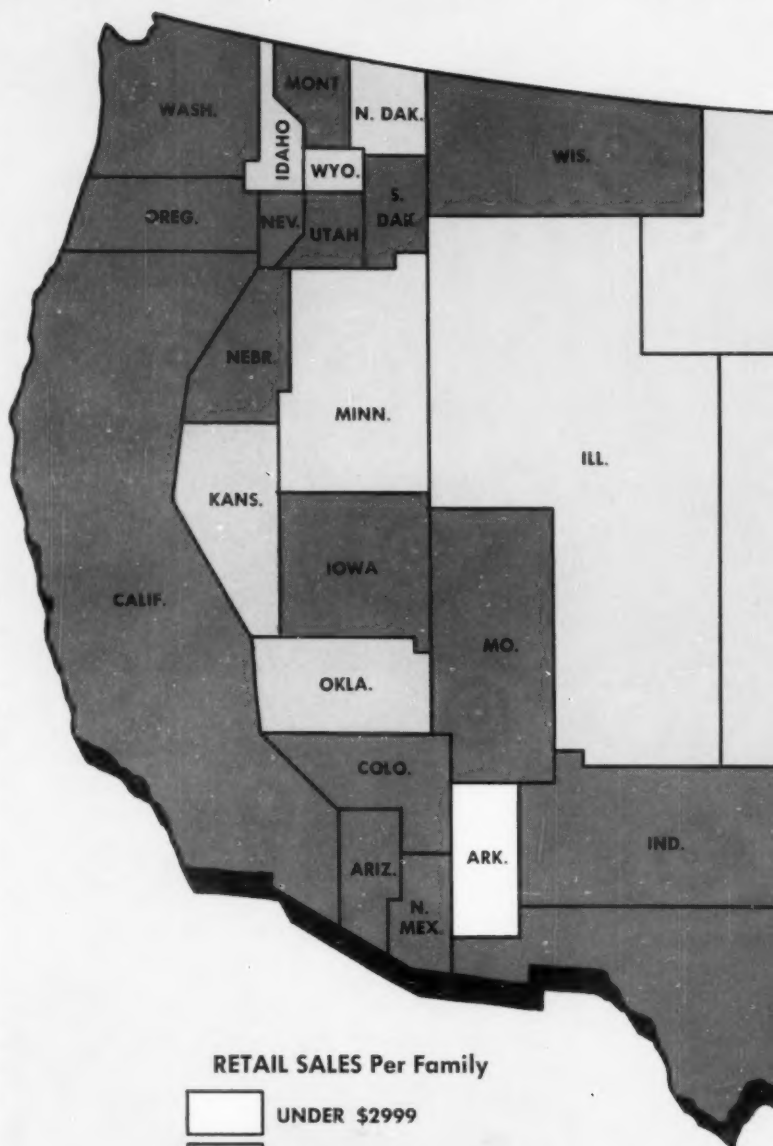 WASH.
MONT
N. DAK.
IDAHO
WYO.
WIS.
OREG.
NEV.
UTAH
S.
DAK
NEBR.
MINN.
ILL.
KANS.
IOWA
CALIF.
MO.
OKLA.
COLO.
IND.
ARIZ.
ARK.
N.
MEX.
RETAIL SALES Per Family
UNDER $2999